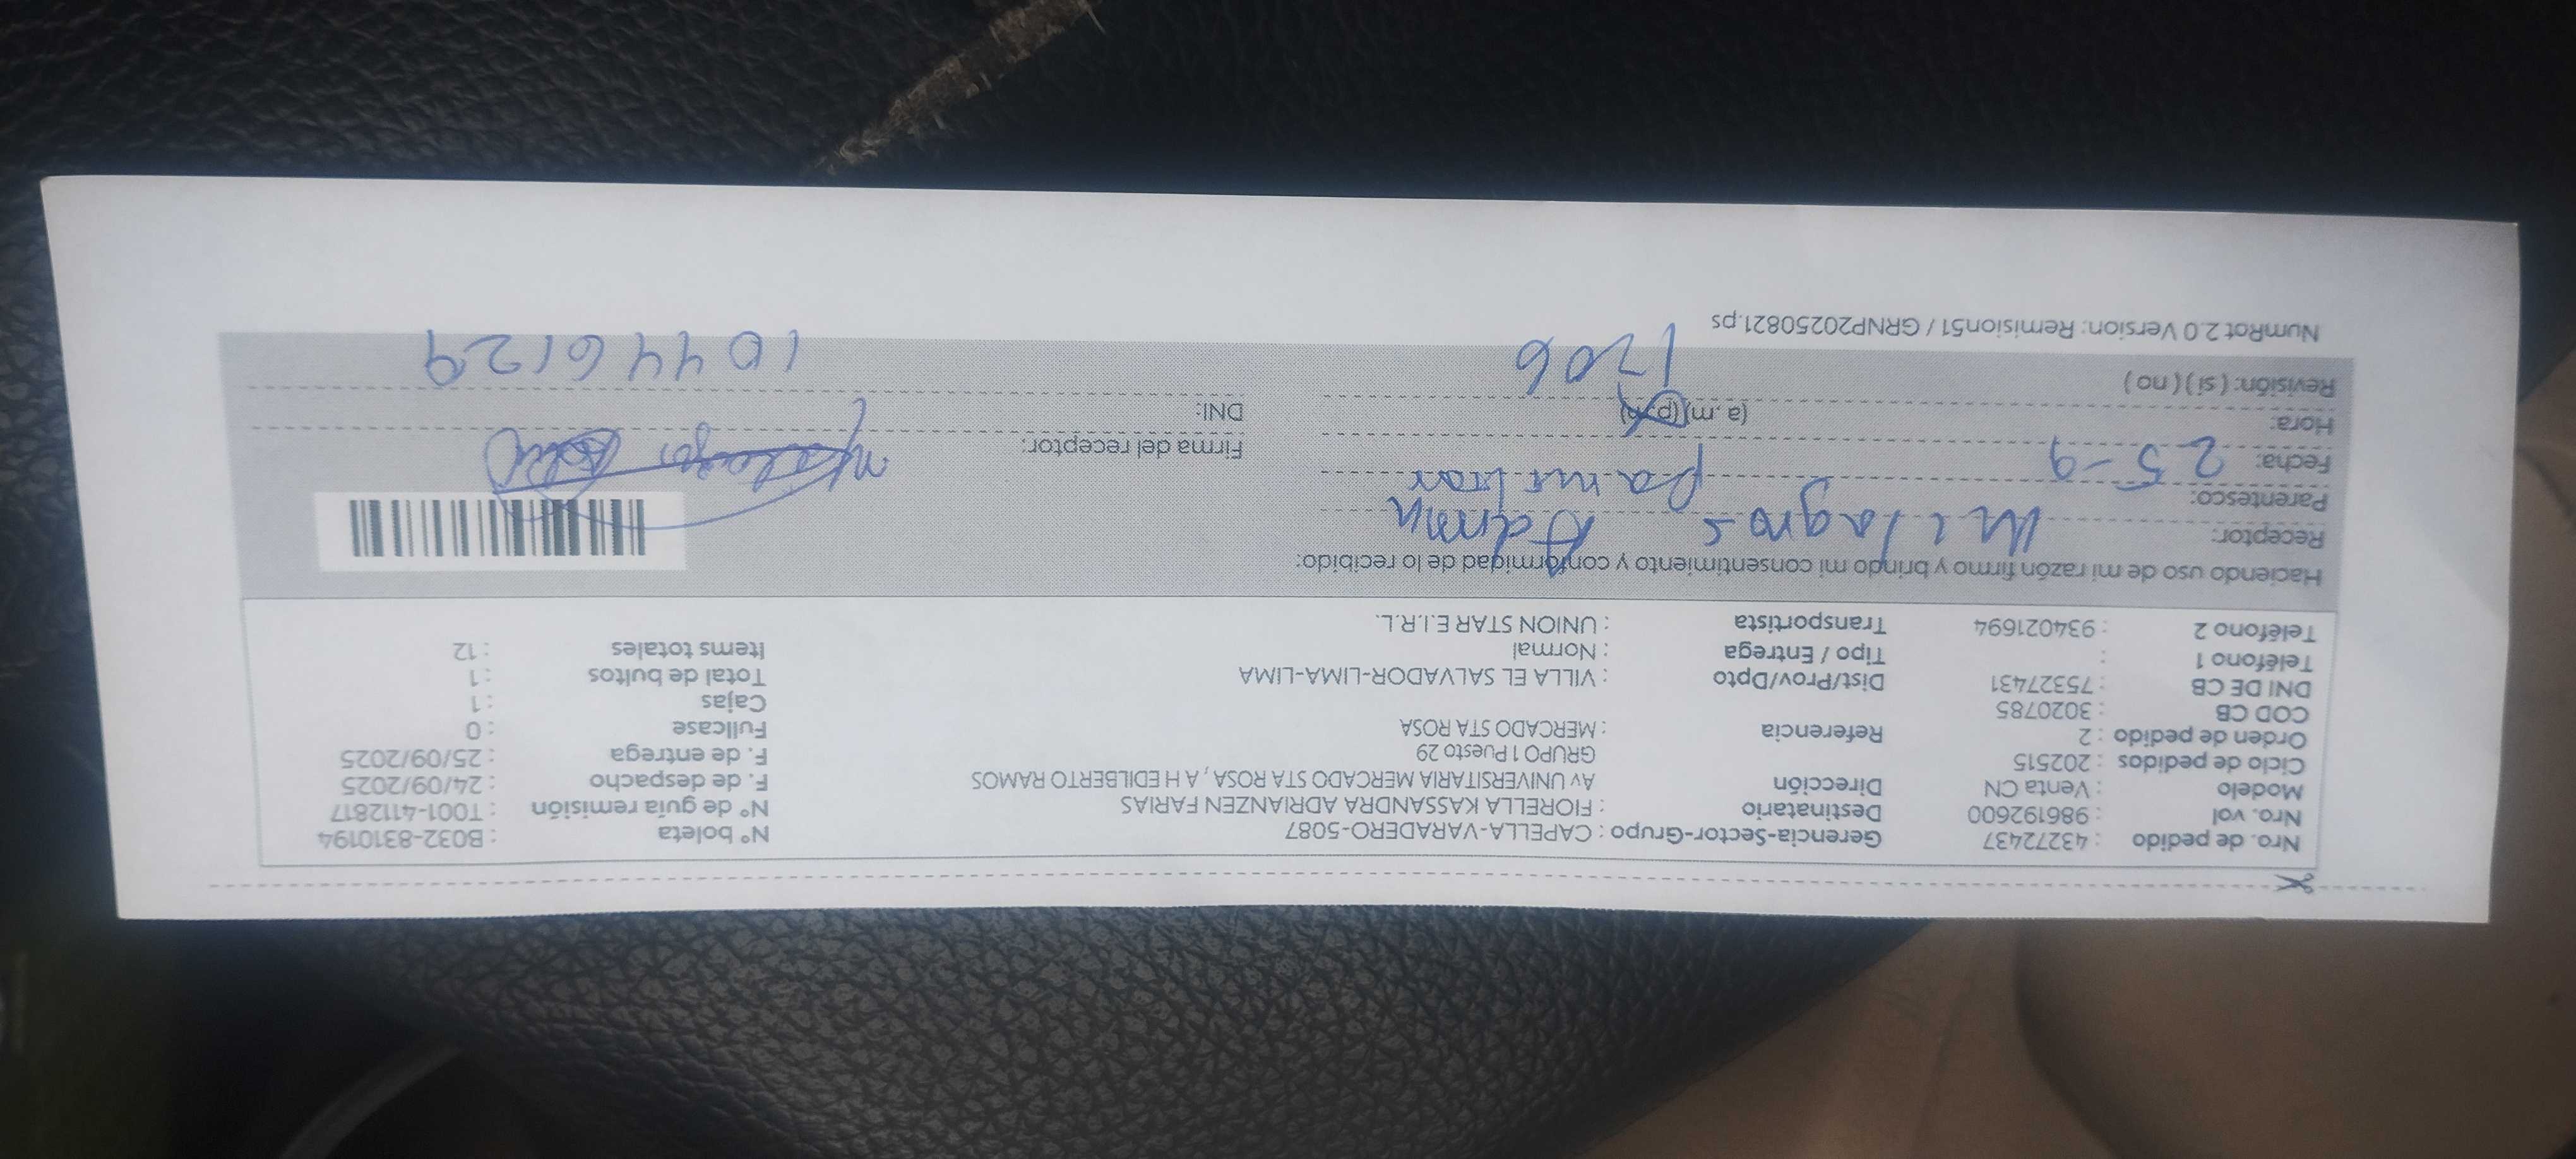 Nro. de pedido : 43272437 Gerencia-Sector-Grupo : CAPELLA-VARADERO-5087 N° boleta : B032-8310194
Nro. vol : 986192600 Destinatario : FIORELLA KASSANDRA ADRIANZEN FARIAS N° de guía remisión : T001-4112817
Modelo : Venta CN Dirección Av UNIVERSITARIA MERCADO STA ROSA , A H EDILBERTO RAMOS F. de despacho : 24/09/2025
Ciclo de pedidos : 202515 GRUPO 1 Puesto 29 F. de entrega : 25/09/2025
Orden de pedido : 2 Referencia : MERCADO STA ROSA Fullcase : 0
COD CB : 3020785 Cajas : 1
DNI DE CB : 75327431 Dist/Prov/Dpto : VILLA EL SALVADOR-LIMA-LIMA Total de bultos : 1
Teléfono 1 : Tipo / Entrega : Normal Items totales : 12
Teléfono 2 : 934021694 Transportista : UNION STAR E.I.R.L.
Haciendo uso de mi razón firmo y brindo mi consentimiento y conformidad de lo recibido:
Receptor: Milagros
Parentesco: familiar
Fecha: 25-9 Firma del receptor:
Hora: (a. m) (p. m) 1206 DNI: 10446129
Revisión: ( si ) ( no )
NumRot 2.0 Version: Remision51 / GRNP20250821.ps